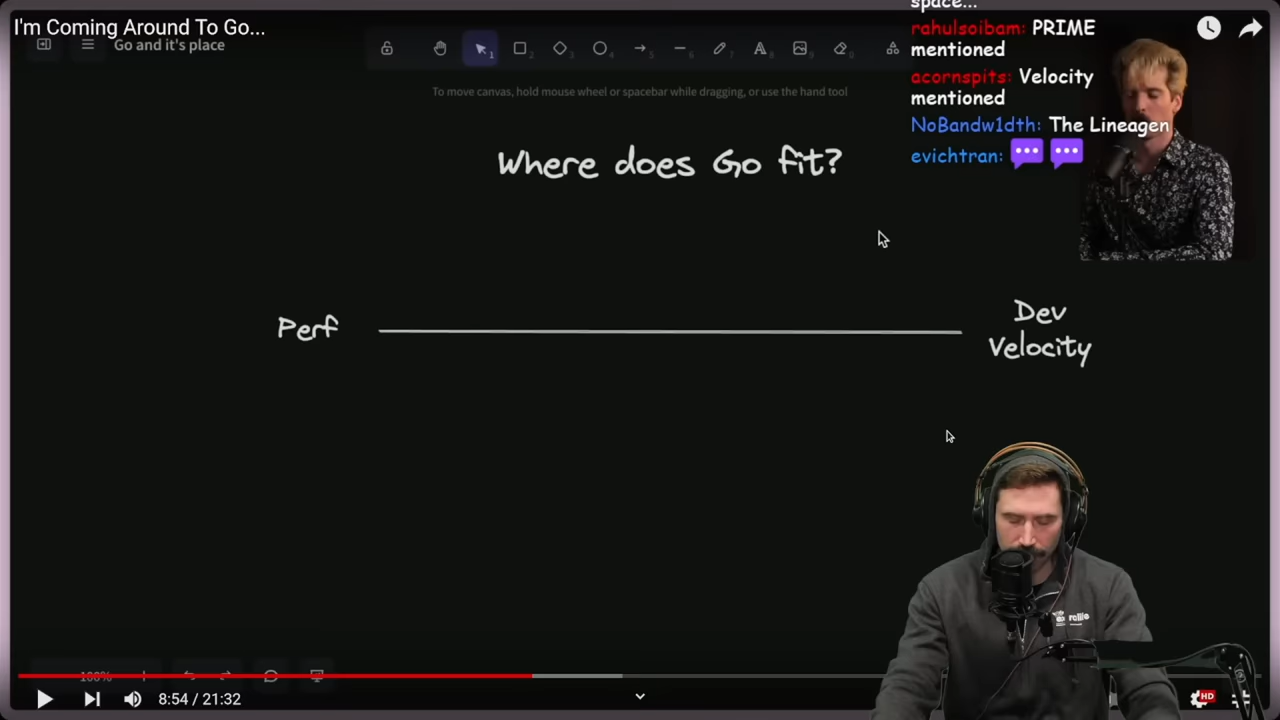 I'm Coming Around To Go...
Go and it's place
space...
rahulsoibam: PRIME
mentioned
acornspits: Velocity
mentioned
NoBandw1dth: The Lineagen
evichtran:
To move canvas, hold mouse wheel or spacebar while dragging, or use the hand tool
Where does Go fit?
Perf
Dev
Velocity
100%
8:54 / 21:32
HD